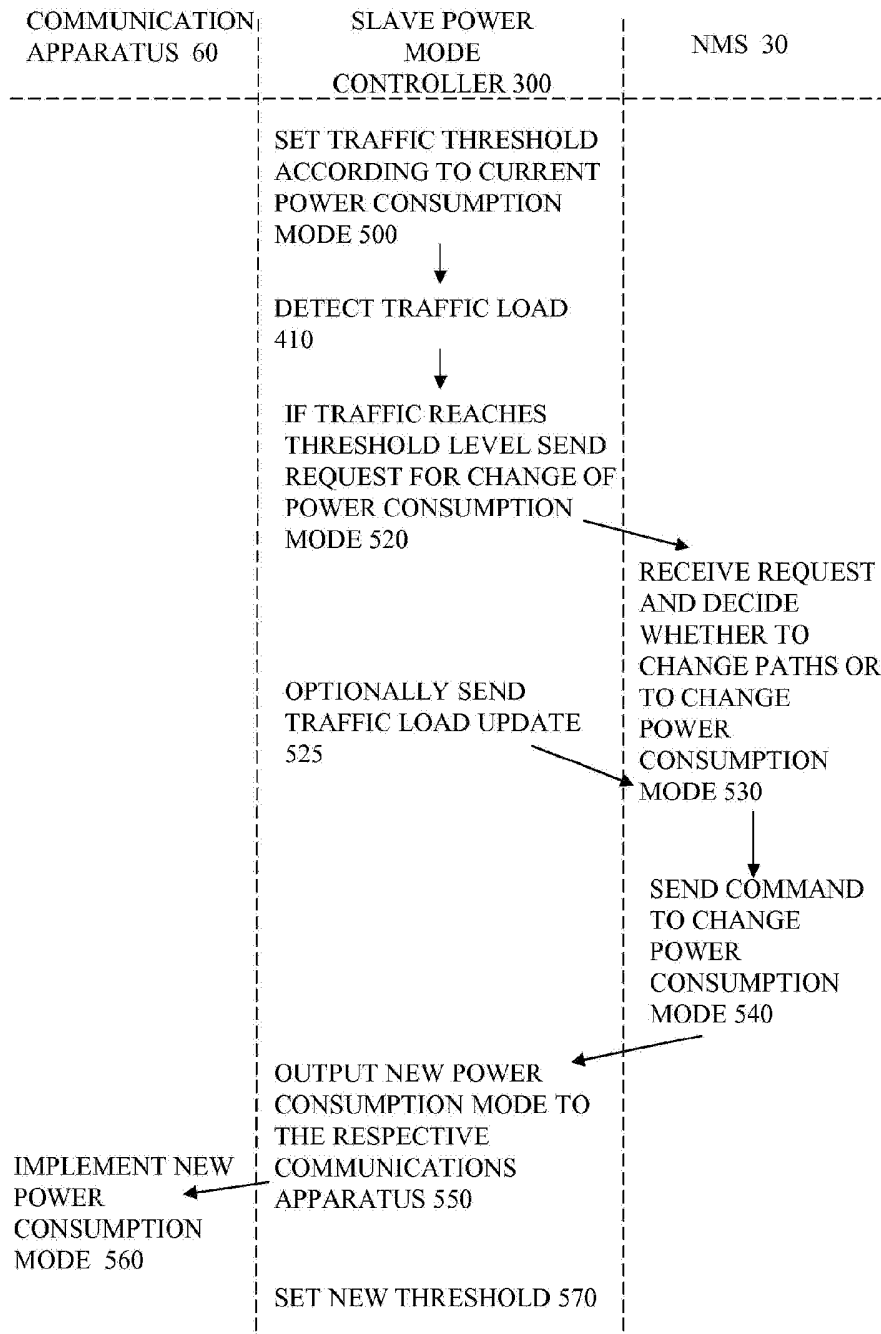 COMMUNICATION
APPARATUS 60
SLAVE POWER
MODE
CONTROLLER 300
NMS 30
SET TRAFFIC THRESHOLD
ACCORDING TO CURRENT
POWER CONSUMPTION
MODE 500
DETECT TRAFFIC LOAD
410
IF TRAFFIC REACHES
THRESHOLD LEVEL SEND
REQUEST FOR CHANGE OF
POWER CONSUMPTION
MODE 520
RECEIVE REQUEST
AND DECIDE
WHETHER TO
CHANGE PATHS OR
TO CHANGE
POWER
CONSUMPTION
MODE 530
OPTIONALLY SEND
TRAFFIC LOAD UPDATE
525
SEND COMMAND
TO CHANGE
POWER
CONSUMPTION
MODE 540
OUTPUT NEW POWER
CONSUMPTION MODE TO
THE RESPECTIVE
COMMUNICATIONS
APPARATUS 550
IMPLEMENT NEW
POWER
CONSUMPTION
MODE 560
SET NEW THRESHOLD 570